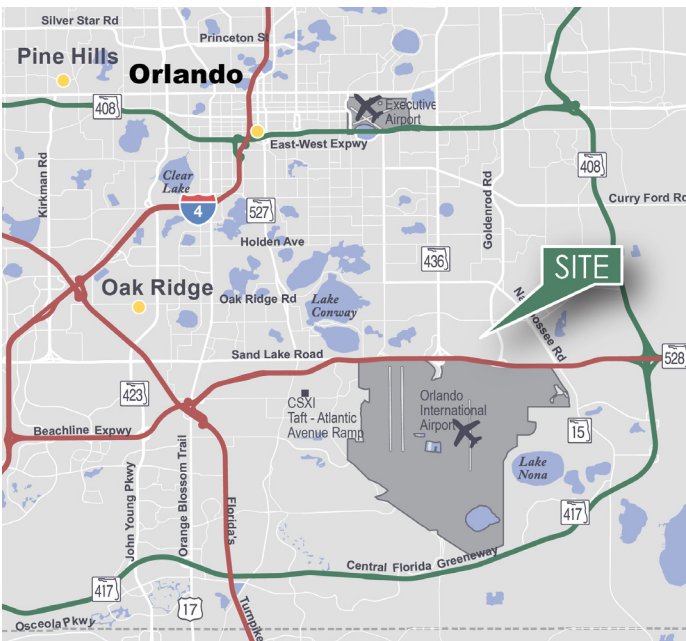 Silver Star Rd
Princeton St
Pine Hills
Orlando
408
Executive
Airport
East-West Expwy
Kirkman Rd
Clear
Lake
408
4
527
Goldenrod Rd
Curry Ford Rd
Holden Ave
436
SITE
Oak Ridge
Oak Ridge Rd
Lake
Conway
Sand Lake Road
528
423
CSXI
Taft - Atlantic
Avenue Ramp
Orlando
International
Airport
Beachline Expwy
15
Lake
Nona
John Young Pkwy
Orange Blossom Trail
Florida's
Turnpike
417
Central Florida Greeneway
417
17
Osceola Pkwy